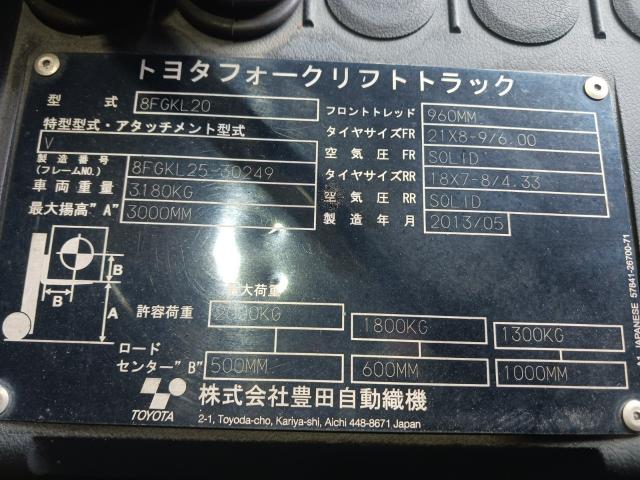 トヨタフォークリフトトラック
型 式 8FGKL20 フロントトレッド 960MM
特型型式・アタッチメント型式 タイヤサイズFR 21X8-9/6.00
V 空気圧 FR SOLID
製造番号 (フレームNO.) 8FGKL25-30249 タイヤサイズRR 18X7-8/4.33
車両重量 3180KG 空気圧 RR SOLID
最大揚高"A" 3000MM 製造年月 2013/05
B
B
A
最大荷重
許容荷重 2000KG 1800KG 1300KG
ロード
センター"B" 500MM 600MM 1000MM
TOYOTA 株式会社豊田自動織機
2-1, Toyoda-cho, Kariya-shi, Aichi 448-8671 Japan
JAPANESE 57841-26700-71